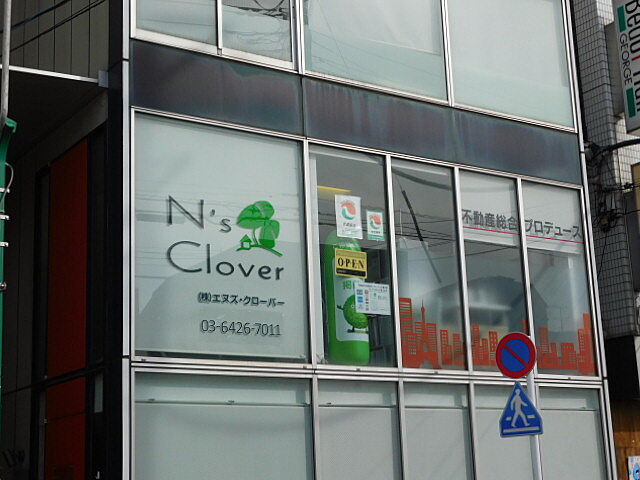 N's
Clover
(株)エヌズ・クローバー
03-6426-7011
OPEN
不動産総合プロデュース
GEORGE